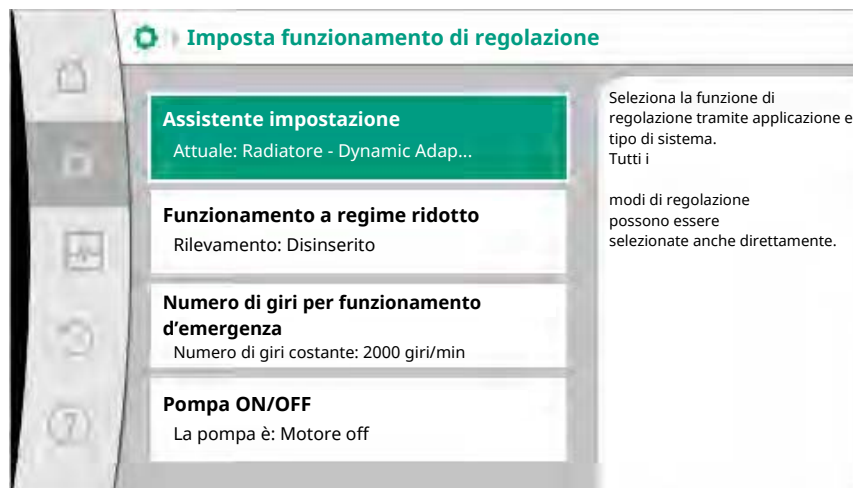 Imposta funzionamento di regolazione
Assistente impostazione
Attuale: Radiatore - Dynamic Adap...
Funzionamento a regime ridotto
Rilevamento: Disinserito
Numero di giri per funzionamento
d'emergenza
Numero di giri costante: 2000 giri/min
Pompa ON/OFF
La pompa è: Motore off
Seleziona la funzione di
regolazione tramite applicazione e
tipo di sistema.
Tutti i
modi di regolazione
possono essere
selezionate anche direttamente.
?